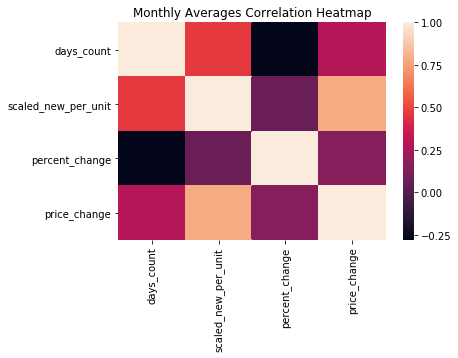 Monthly Averages Correlation Heatmap
days_count
scaled_new_per_unit
percent_change
price_change
days_count
scaled_new_per_unit
percent_change
price_change
1.00
0.75
0.50
0.25
0.00
−0.25